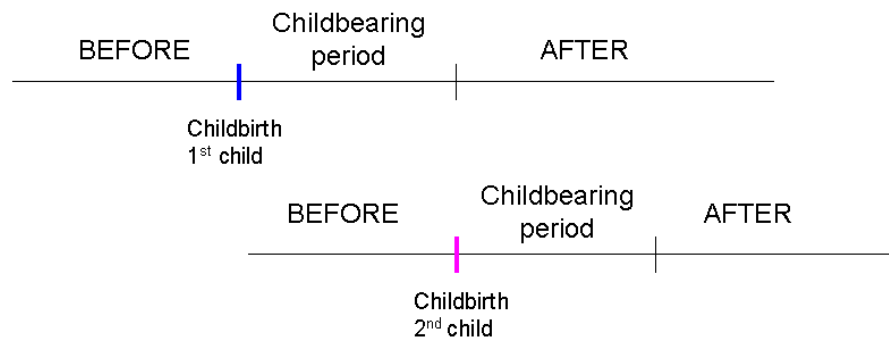 BEFORE
Childbearing
period
AFTER
Childbirth
1st child
BEFORE
Childbearing
period
AFTER
Childbirth
2nd child